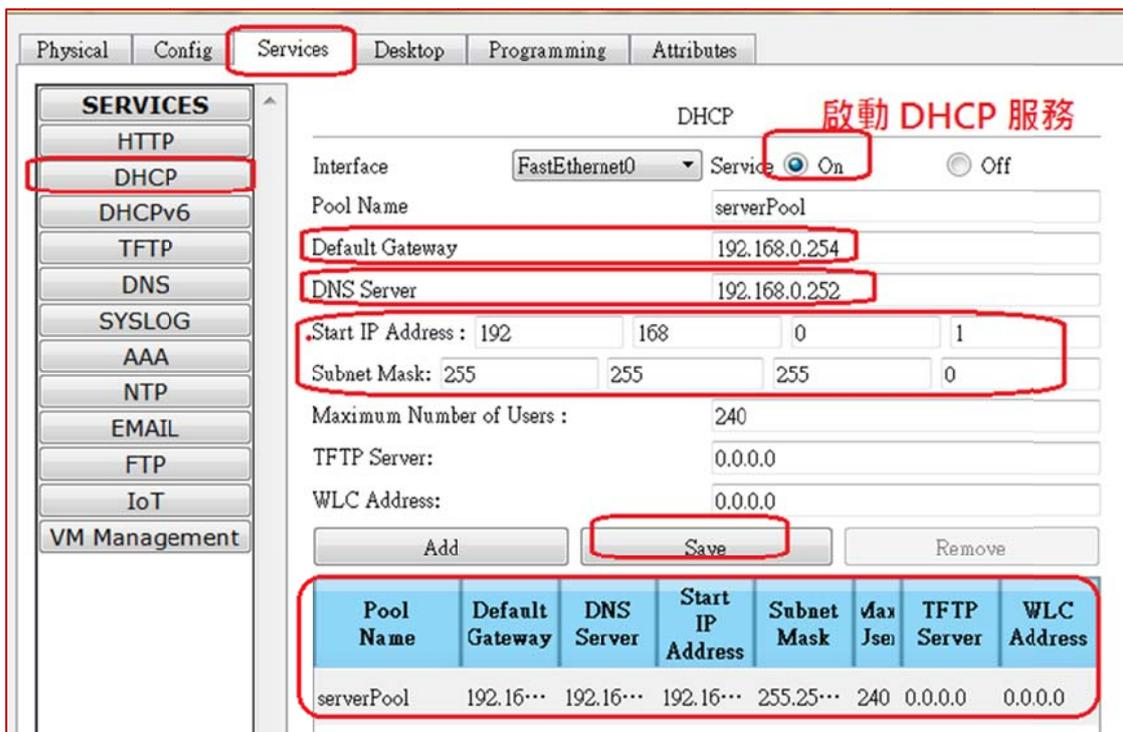 Physical Config Services Desktop Programming Attributes
SERVICES
HTTP
DHCP
DHCPv6
TFTP
DNS
SYSLOG
AAA
NTP
EMAIL
FTP
IoT
VM Management
DHCP
啟動 DHCP 服務
Interface FastEthernet0 Service On Off
Pool Name serverPool
Default Gateway 192.168.0.254
DNS Server 192.168.0.252
Start IP Address : 192 168 0 1
Subnet Mask: 255 255 255 0
Maximum Number of Users : 240
TFTP Server: 0.0.0.0
WLC Address: 0.0.0.0
Add Save Remove
Pool Name Default Gateway DNS Server Start IP Address Subnet Mask Max User TFTP Server WLC Address
serverPool 192.16··· 192.16··· 192.16··· 255.25··· 240 0.0.0.0 0.0.0.0